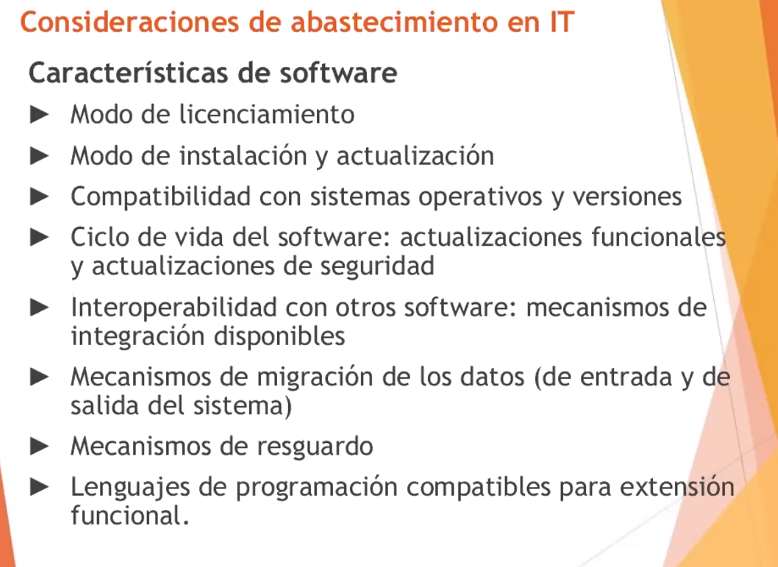 Consideraciones de abastecimiento en IT
Características de software
► Modo de licenciamiento
► Modo de instalación y actualización
► Compatibilidad con sistemas operativos y versiones
► Ciclo de vida del software: actualizaciones funcionales
y actualizaciones de seguridad
► Interoperabilidad con otros software: mecanismos de
integración disponibles
► Mecanismos de migración de los datos (de entrada y de
salida del sistema)
► Mecanismos de resguardo
► Lenguajes de programación compatibles para extensión
funcional.